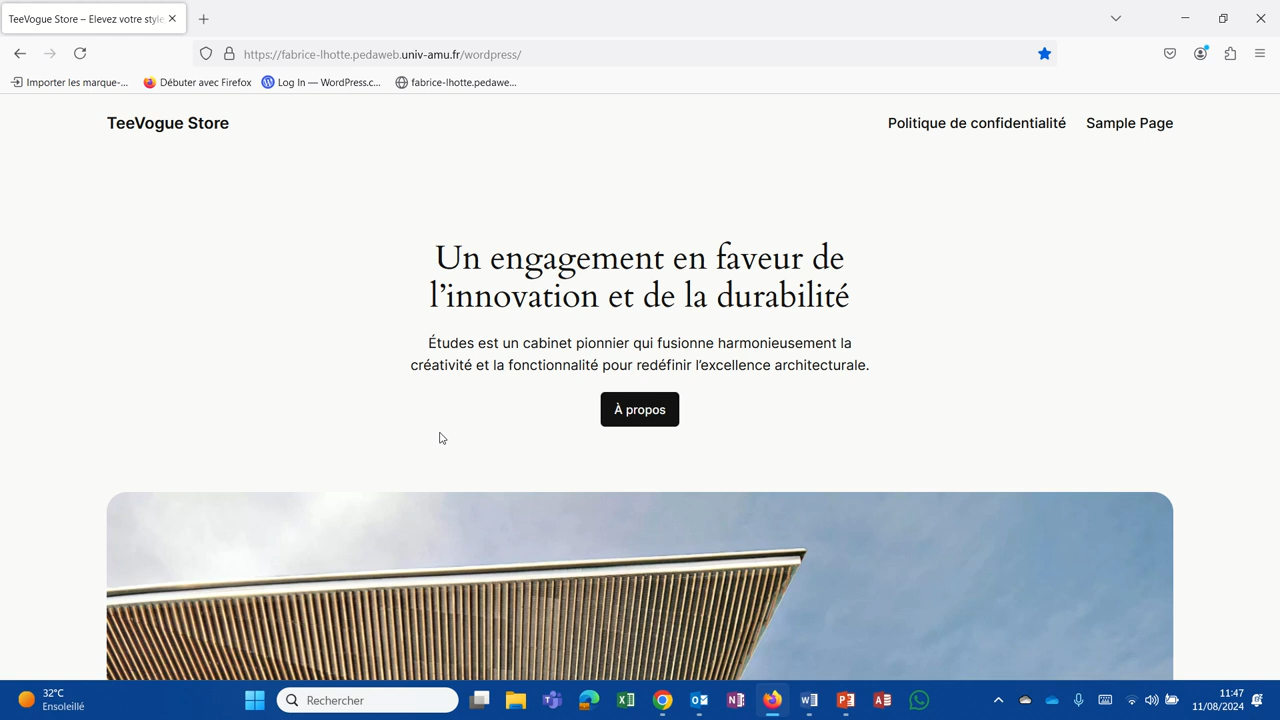 TeeVogue Store – Elevez votre style
https://fabrice-lhotte.pedaweb.univ-amu.fr/wordpress/
Importer les marque-... Débuter avec Firefox Log In — WordPress.c... fabrice-lhotte.pedawe...
TeeVogue Store Politique de confidentialité Sample Page
Un engagement en faveur de
l’innovation et de la durabilité
Études est un cabinet pionnier qui fusionne harmonieusement la
créativité et la fonctionnalité pour redéfinir l’excellence architecturale.
À propos
32°C
Ensoleillé
Rechercher
11:47
11/08/2024